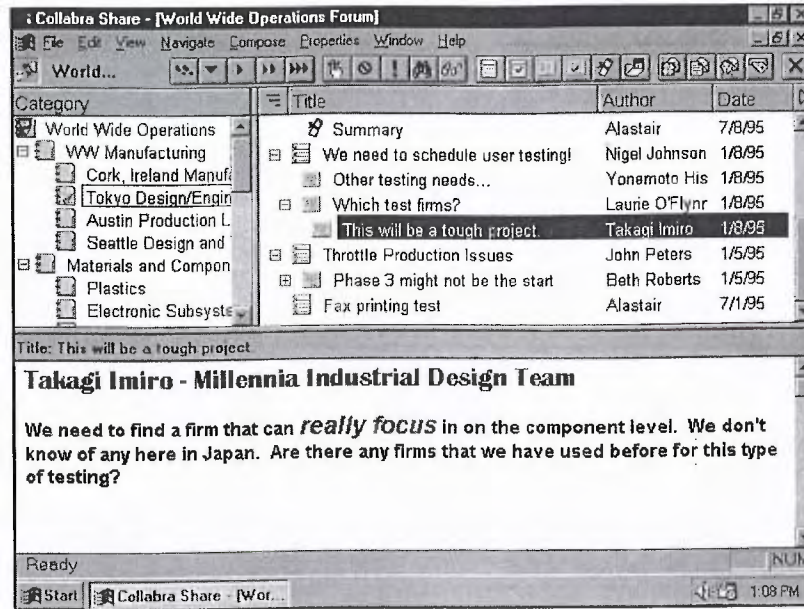 Collabra Share - [World Wide Operations Forum]
File Edit View Navigate Compose Properties Window Help
World...
Category
Title Author Date
World Wide Operations
WW Manufacturing
Cork, Ireland Manuf
Tokyo Design/Engin
Austin Production L
Seattle Design and
Materials and Compon
Plastics
Electronic Subsyste
Summary Alastair 7/8/95
We need to schedule user testing! Nigel Johnson 1/8/95
Other testing needs... Yonemoto His 1/8/95
Which test firms? Laurie O'Flynr 1/8/95
This will be a tough project. Takagi Imiro 1/8/95
Throttle Production Issues John Peters 1/5/95
Phase 3 might not be the start Beth Roberts 1/5/95
Fax printing test Alastair 7/1/95
Title: This will be a tough project
Takagi Imiro - Millennia Industrial Design Team
We need to find a firm that can really focus in on the component level. We don't
know of any here in Japan. Are there any firms that we have used before for this type
of testing?
Ready NUM
Start Collabra Share - [Wor... 1:08 PM